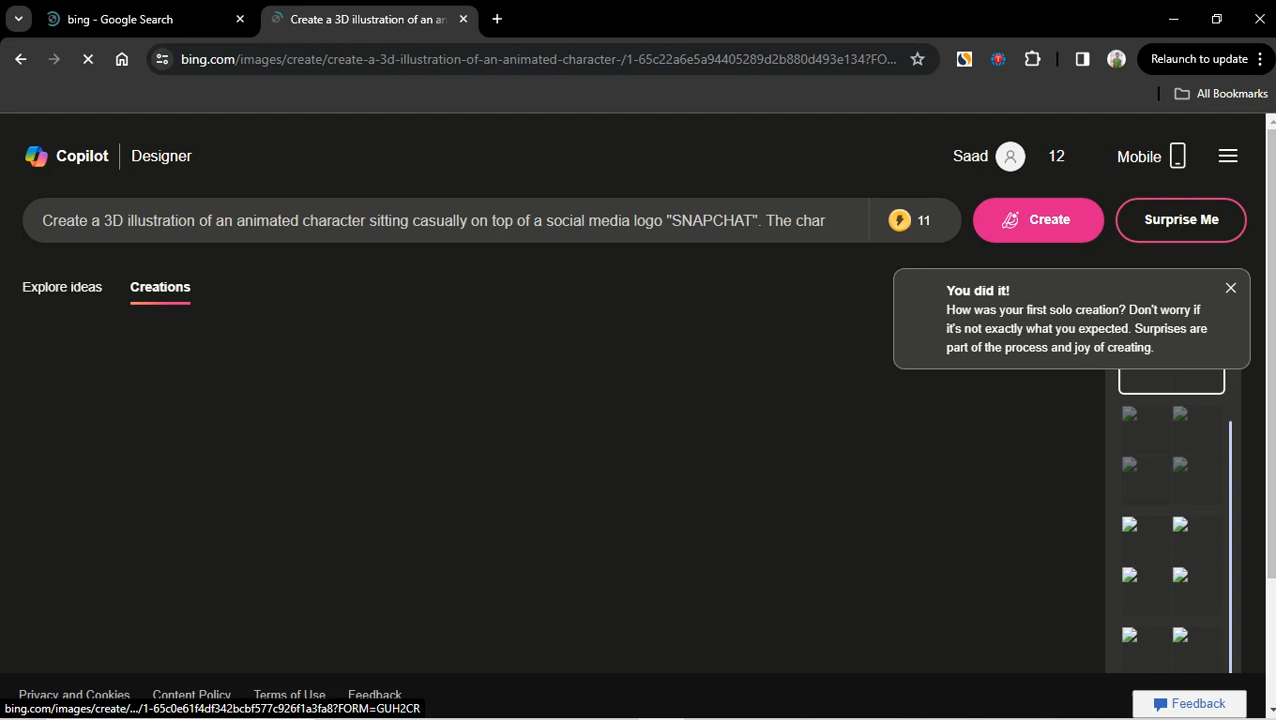 bing - Google Search
Create a 3D illustration of an an
bing.com/images/create/create-a-3d-illustration-of-an-animated-character-/1-65c22a6e5a94405289d2b880d493e134?FO...
Relaunch to update
All Bookmarks
Copilot
Designer
Saad
12
Mobile
Create a 3D illustration of an animated character sitting casually on top of a social media logo "SNAPCHAT". The char
11
Create
Surprise Me
Explore ideas
Creations
You did it!
How was your first solo creation? Don't worry if
it's not exactly what you expected. Surprises are
part of the process and joy of creating.
Privacy and Cookies
Content Policy
Terms of Use
Feedback
bing.com/images/create/.../1-65c0e61f4df342bcbf577c926f1a3fa8?FORM=GUH2CR
Feedback